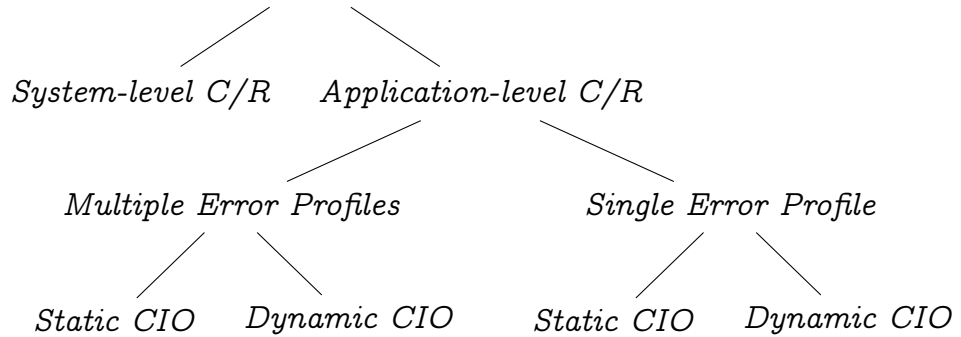 System-level C/R Application-level C/R
Multiple Error Profiles Single Error Profile
Static CIO Dynamic CIO Static CIO Dynamic CIO